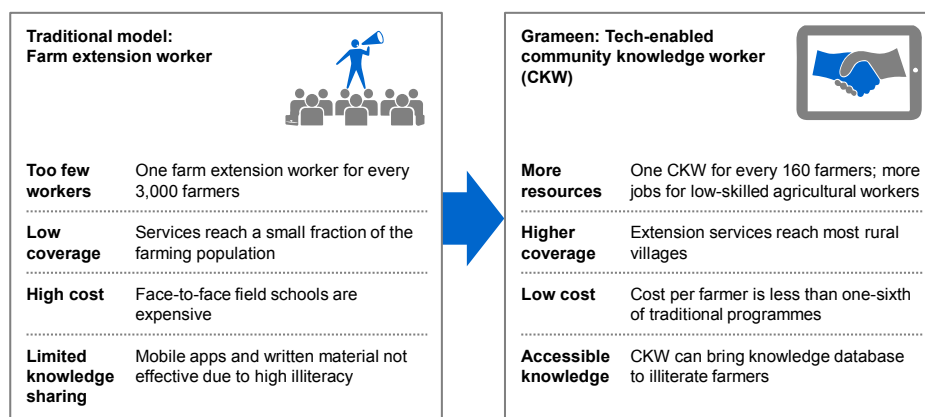 Traditional model:
Farm extension worker
Too few
workers
One farm extension worker for every
3,000 farmers
Low
coverage
Services reach a small fraction of the
farming population
High cost
Face-to-face field schools are
expensive
Limited
knowledge
sharing
Mobile apps and written material not
effective due to high illiteracy
Grameen: Tech-enabled
community knowledge worker
(CKW)
More
resources
One CKW for every 160 farmers; more
jobs for low-skilled agricultural workers
Higher
coverage
Extension services reach most rural
villages
Low cost
Cost per farmer is less than one-sixth
of traditional programmes
Accessible
knowledge
CKW can bring knowledge database
to illiterate farmers